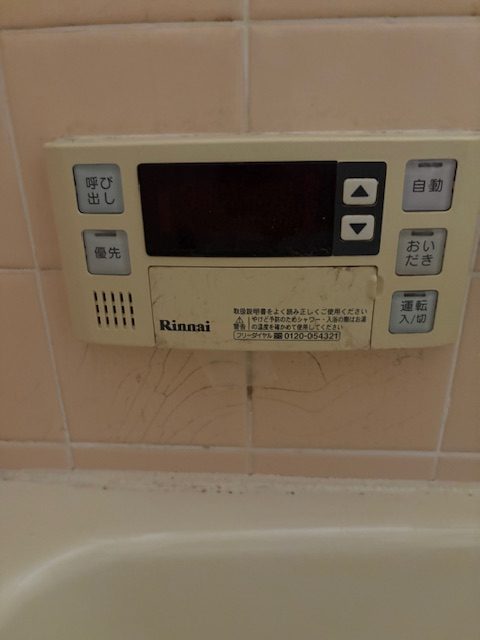 呼び
出し
優先
自動
おい
だき
運転
入/切
取扱説明書をよく読み正しくご使用ください
警告
やけど予防のためシャワー・入浴の際はお湯
の温度を確かめて使用してください
フリーダイヤル 0120-054321
Rinnai